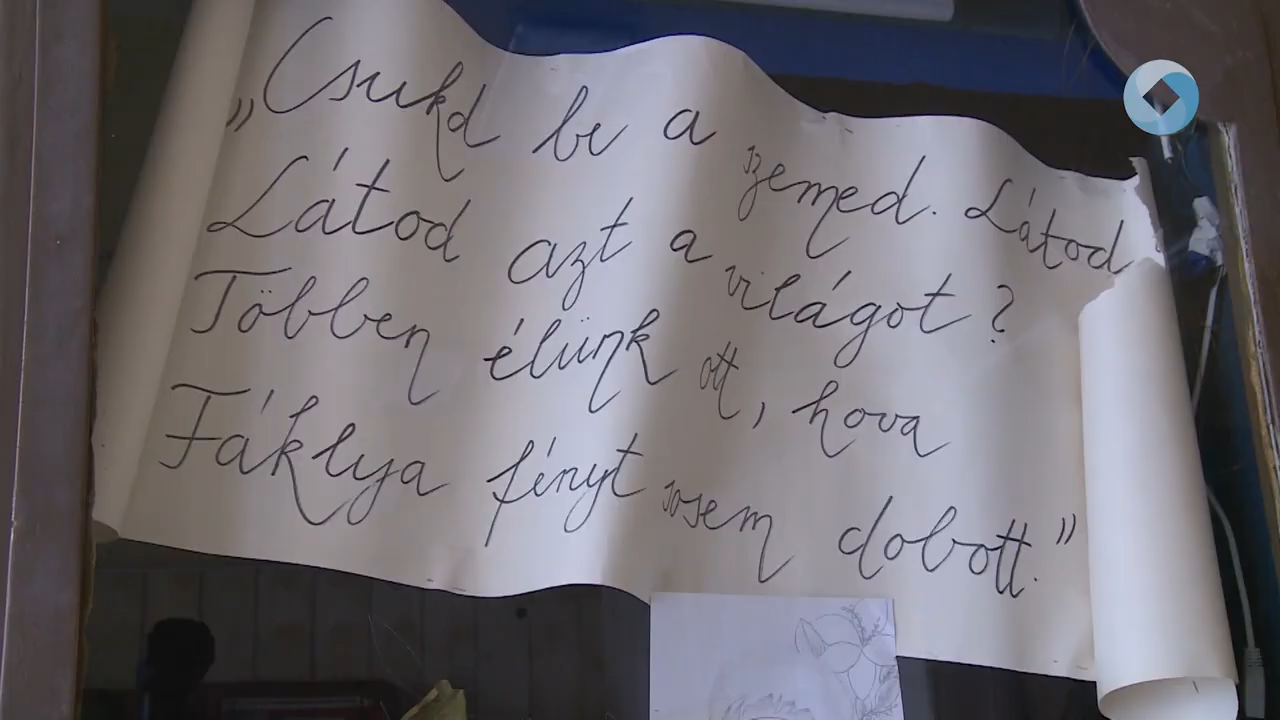 „Csukd be a szemed. Látod
Látod azt a világot?
Többen élünk ott, hova
Fáklya fényt sosem dobott.”